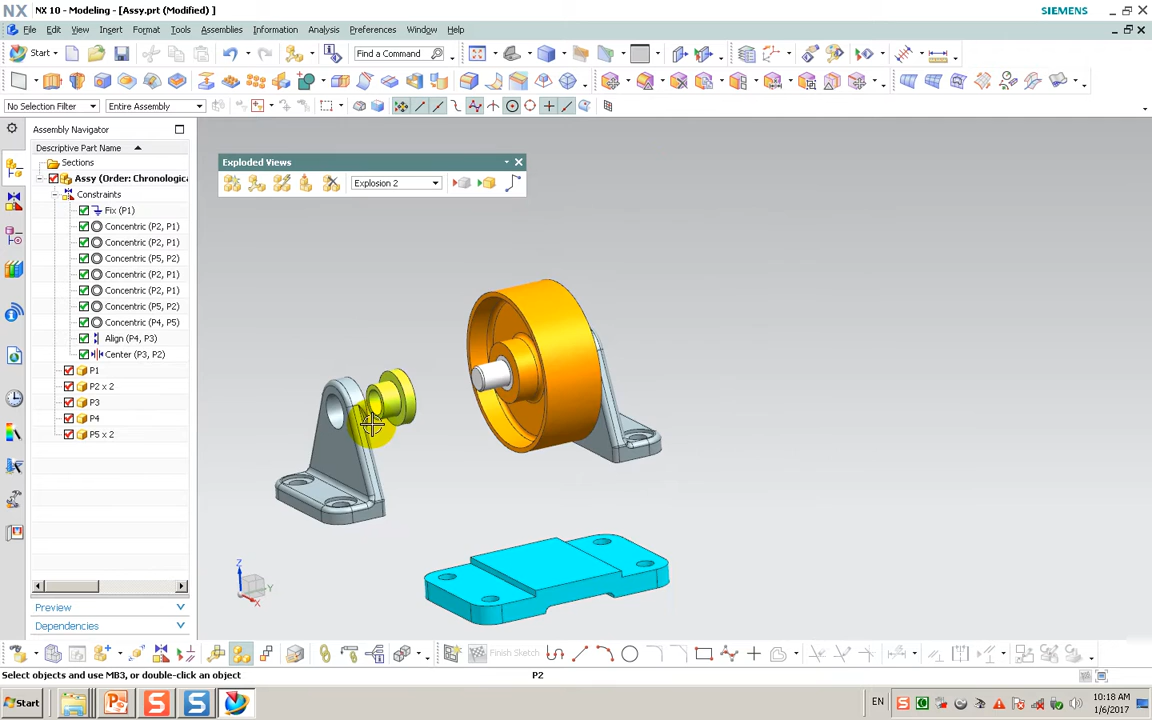 NX NX 10 - Modeling - [Assy.prt (Modified) ] SIEMENS
File Edit View Insert Format Tools Assemblies Information Analysis Preferences Window Help
Start Find a Command
No Selection Filter Entire Assembly
Assembly Navigator
Descriptive Part Name
Sections
Assy (Order: Chronologica
Constraints
Fix (P1)
Concentric (P2, P1)
Concentric (P2, P1)
Concentric (P5, P2)
Concentric (P2, P1)
Concentric (P2, P1)
Concentric (P5, P2)
Concentric (P4, P5)
Align (P4, P3)
Center (P3, P2)
P1
P2 x 2
P3
P4
P5 x 2
Preview
Dependencies
Exploded Views
Explosion 2
Z
Y
X
Finish Sketch
Select objects and use MB3, or double-click an object P2
Start EN 10:18 AM
1/6/2017